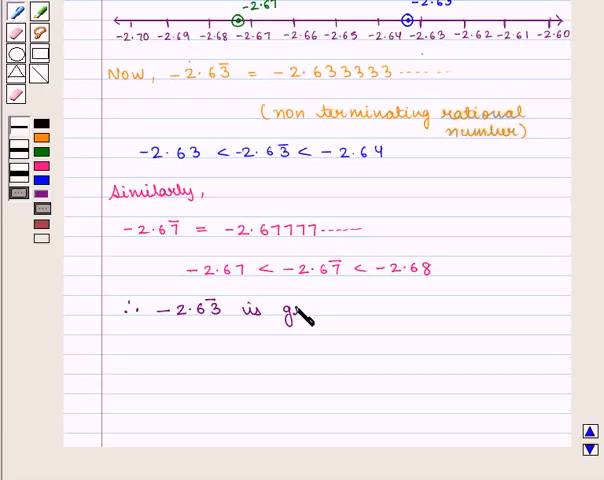 -2.67 -2.63
-2.70 -2.69 -2.68 -2.67 -2.66 -2.65 -2.64 -2.63 -2.62 -2.61 -2.60
Now, -2.63̅ = -2.633333......
(non terminating rational
number)
-2.63 < -2.63̅ < -2.64
Similarly,
-2.67̅ = -2.67777.....
-2.67 < -2.67̅ < -2.68
∴ -2.63̅ is g